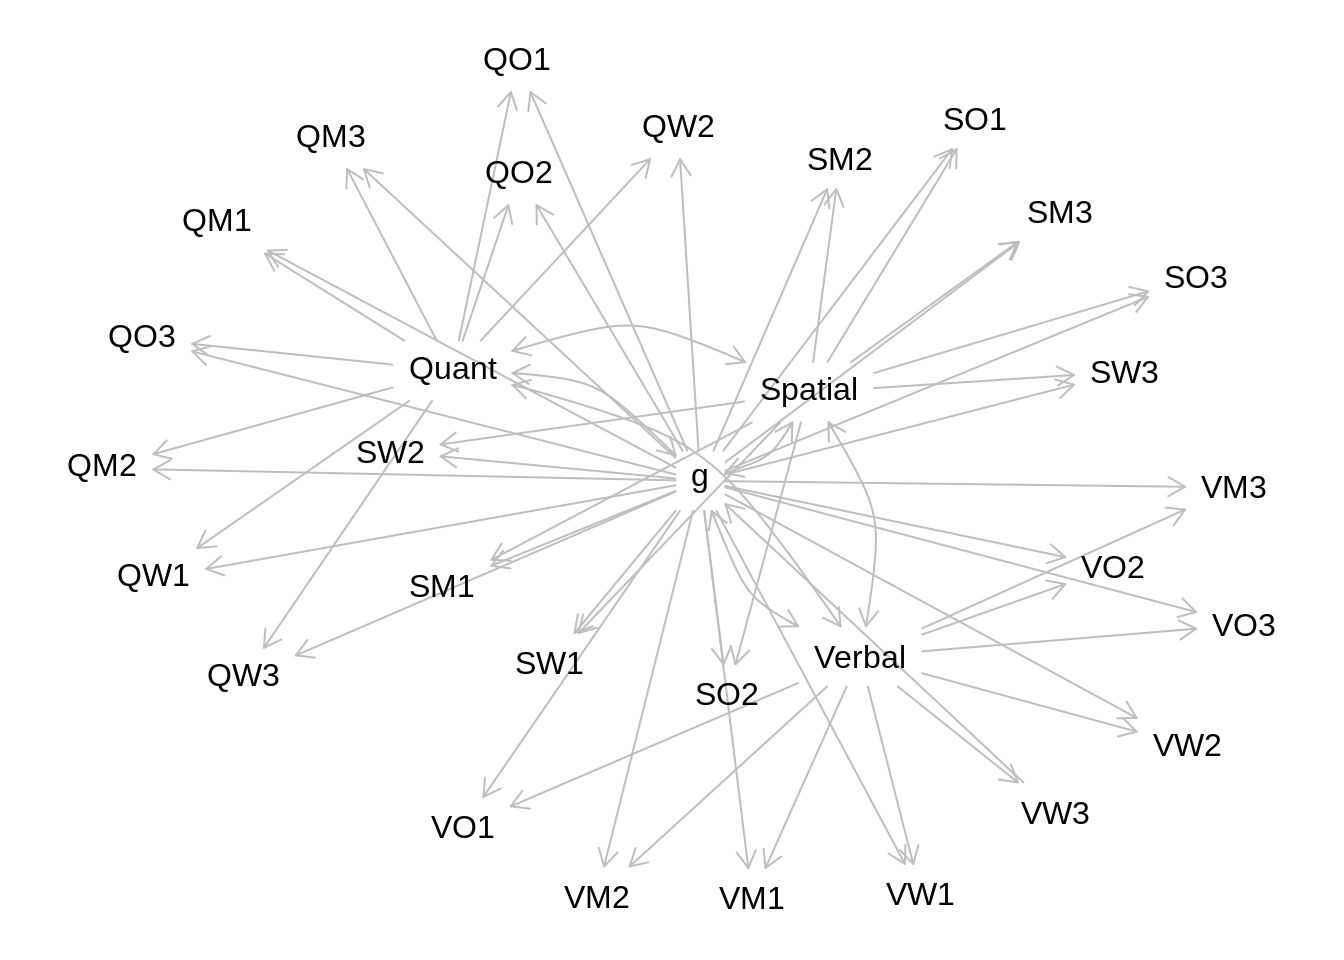 QO1
SO1
QW2
QM3
SM2
QO2
SM3
QM1
SO3
QO3
Quant
SW3
Spatial
SW2
QM2
g
VM3
VO2
QW1
SM1
VO3
Verbal
SW1
QW3
SO2
VW2
VW3
VO1
VW1
VM2
VM1